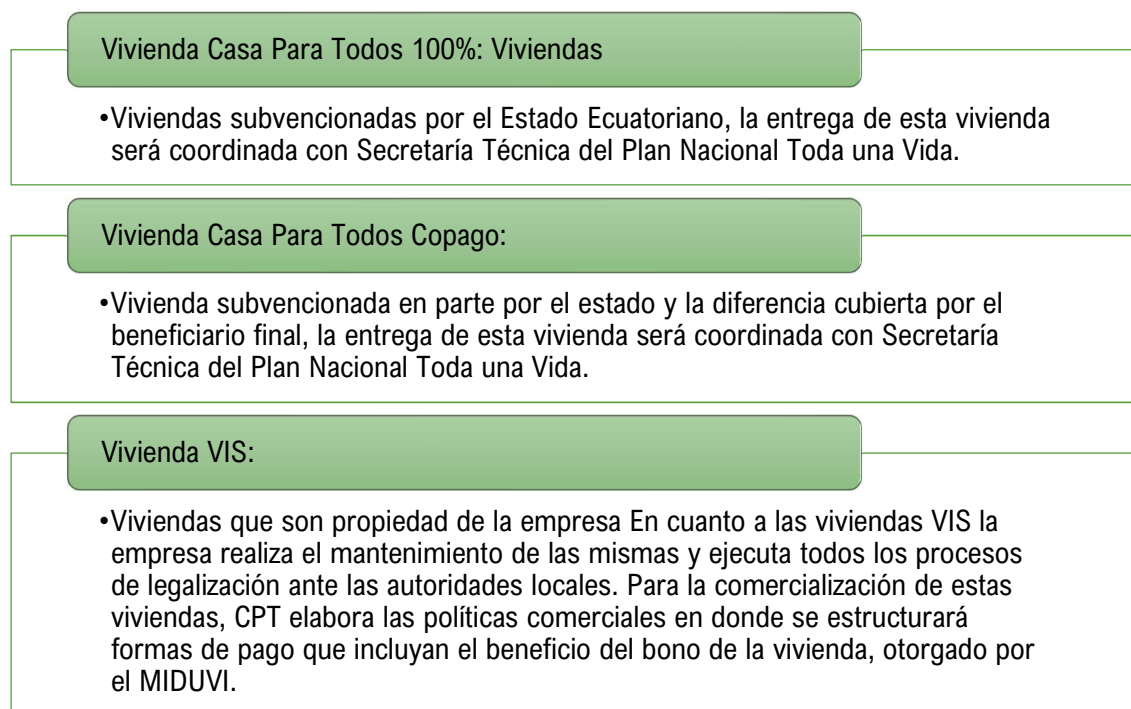 Vivienda Casa Para Todos 100%: Viviendas
•Viviendas subvencionadas por el Estado Ecuatoriano, la entrega de esta vivienda
será coordinada con Secretaría Técnica del Plan Nacional Toda una Vida.
Vivienda Casa Para Todos Copago:
•Vivienda subvencionada en parte por el estado y la diferencia cubierta por el
beneficiario final, la entrega de esta vivienda será coordinada con Secretaría
Técnica del Plan Nacional Toda una Vida.
Vivienda VIS:
•Viviendas que son propiedad de la empresa En cuanto a las viviendas VIS la
empresa realiza el mantenimiento de las mismas y ejecuta todos los procesos
de legalización ante las autoridades locales. Para la comercialización de estas
viviendas, CPT elabora las políticas comerciales en donde se estructurará
formas de pago que incluyan el beneficio del bono de la vivienda, otorgado por
el MIDUVI.